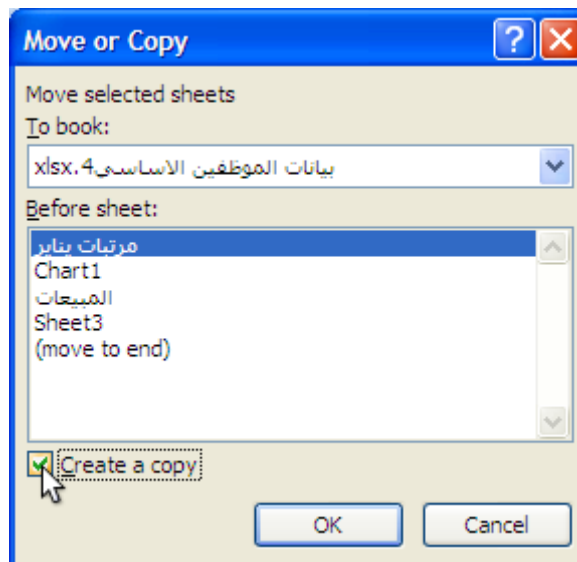 Move or Copy
Move selected sheets
To book:
بيانات الموظفين الاساسى4.xlsx
Before sheet:
مرتبات يناير
Chart1
المبيعات
Sheet3
(move to end)
Create a copy
OK
Cancel